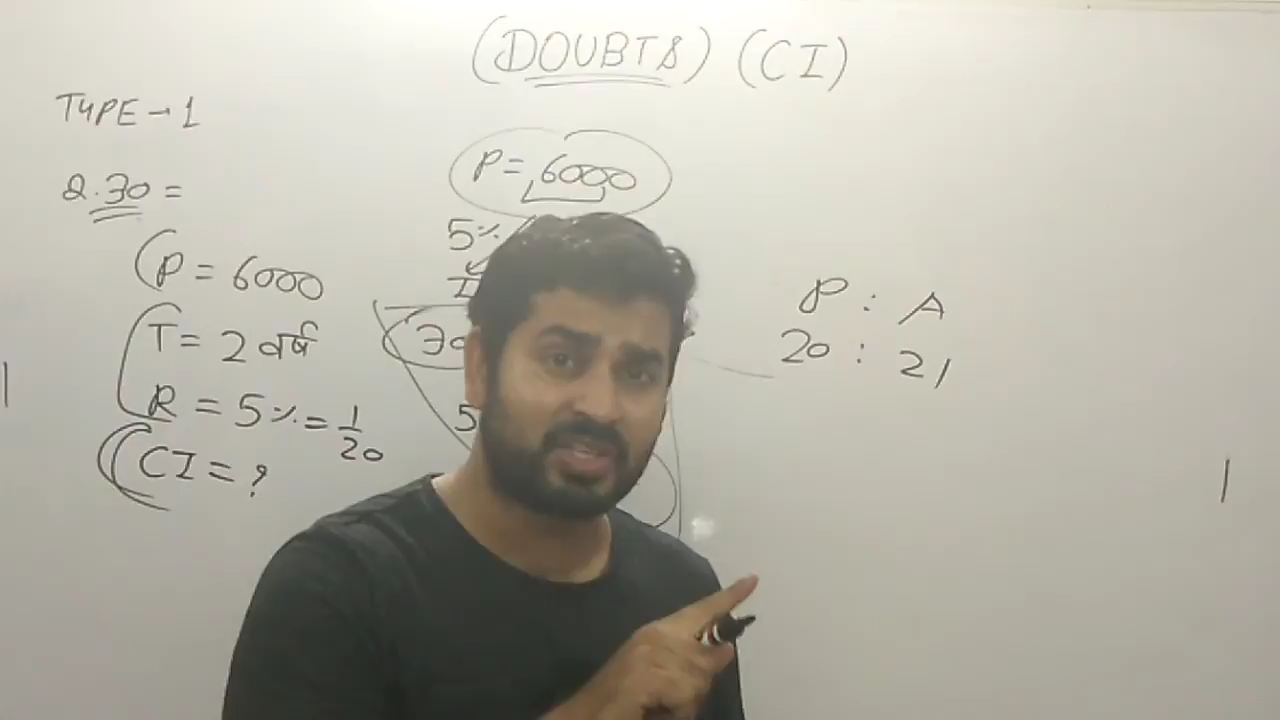 (DOUBTS) (CI)
TYPE → 1
Q.30 =
P = 6000
T = 2 वर्ष
R = 5% = 1/20
CI = ?
P = 6000
5%
P : A
20 : 21